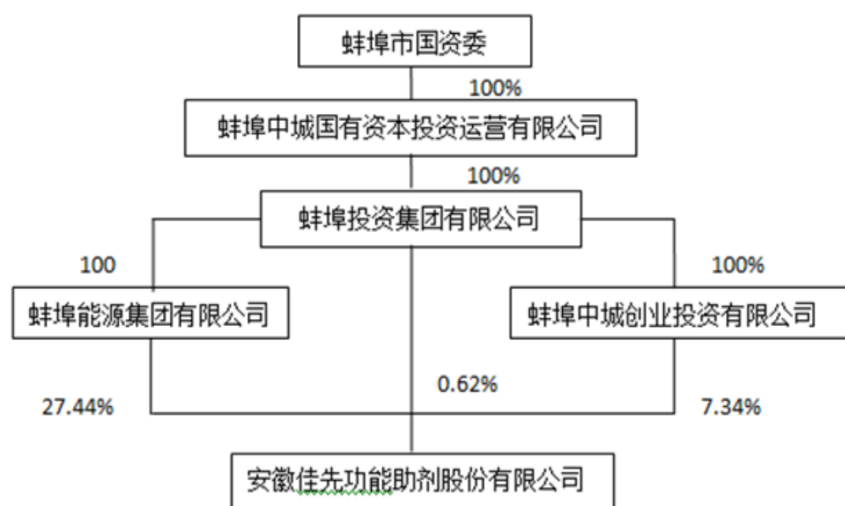 蚌埠市国资委
100%
蚌埠中城国有资本投资运营有限公司
100%
蚌埠投资集团有限公司
100
100%
蚌埠能源集团有限公司
蚌埠中城创业投资有限公司
0.62%
27.44%
7.34%
安徽佳先功能助剂股份有限公司